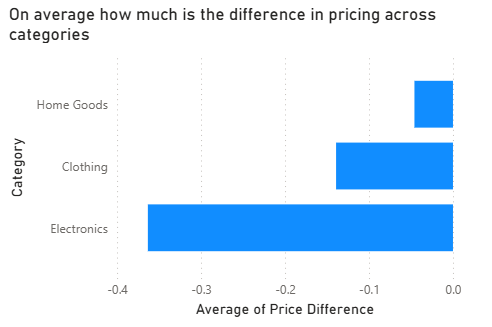 On average how much is the difference in pricing across
categories
Home Goods
Clothing
Electronics
Category
-0.4 -0.3 -0.2 -0.1 0.0
Average of Price Difference